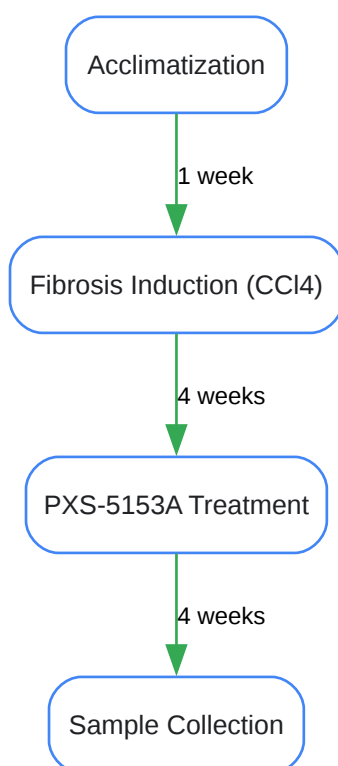 Acclimatization
1 week
Fibrosis Induction (CCl4)
4 weeks
PXS-5153A Treatment
4 weeks
Sample Collection